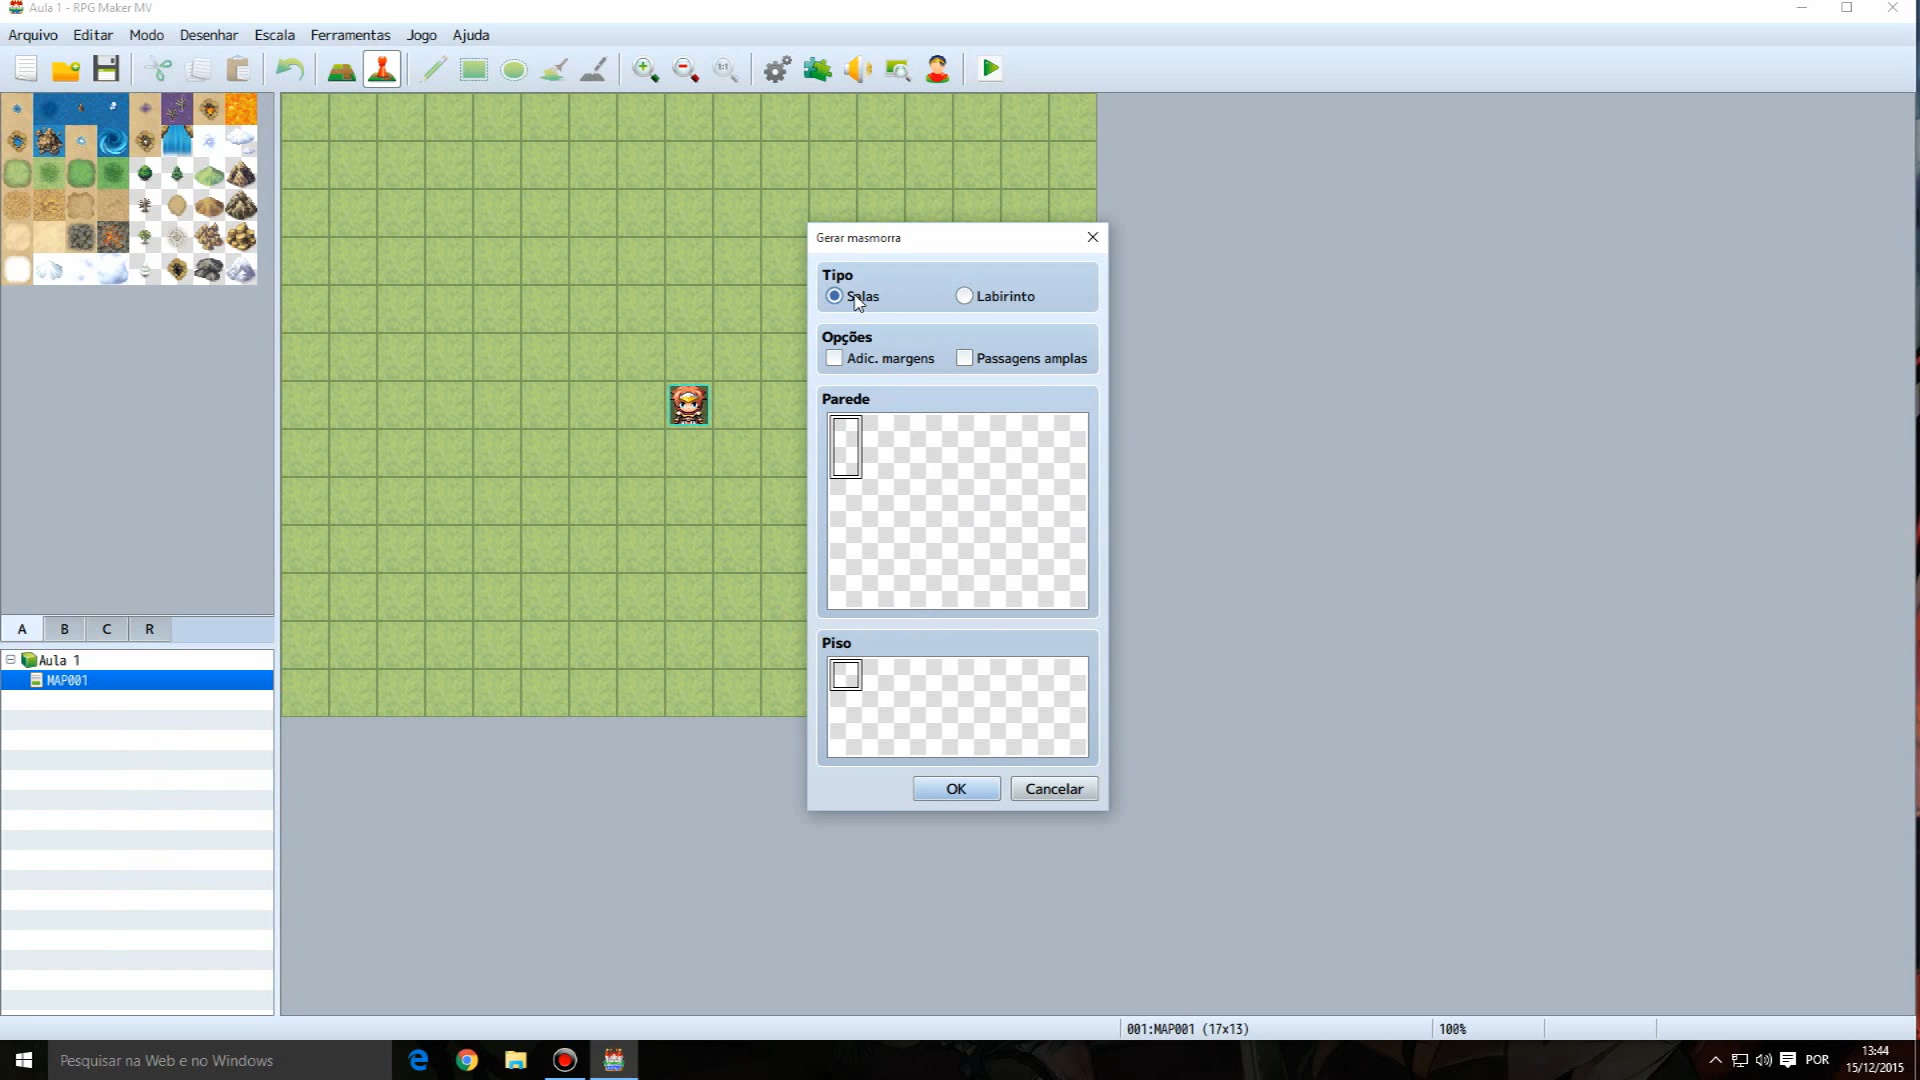 Aula 1 - RPG Maker MV
Arquivo Editar Modo Desenhar Escala Ferramentas Jogo Ajuda
1:1
Gerar masmorra
Tipo
Salas Labirinto
Opções
Adic. margens Passagens amplas
Parede
Piso
OK Cancelar
A B C R
Aula 1
MAP001
001:MAP001 (17x13) 100%
Pesquisar na Web e no Windows
POR
13:44
15/12/2015